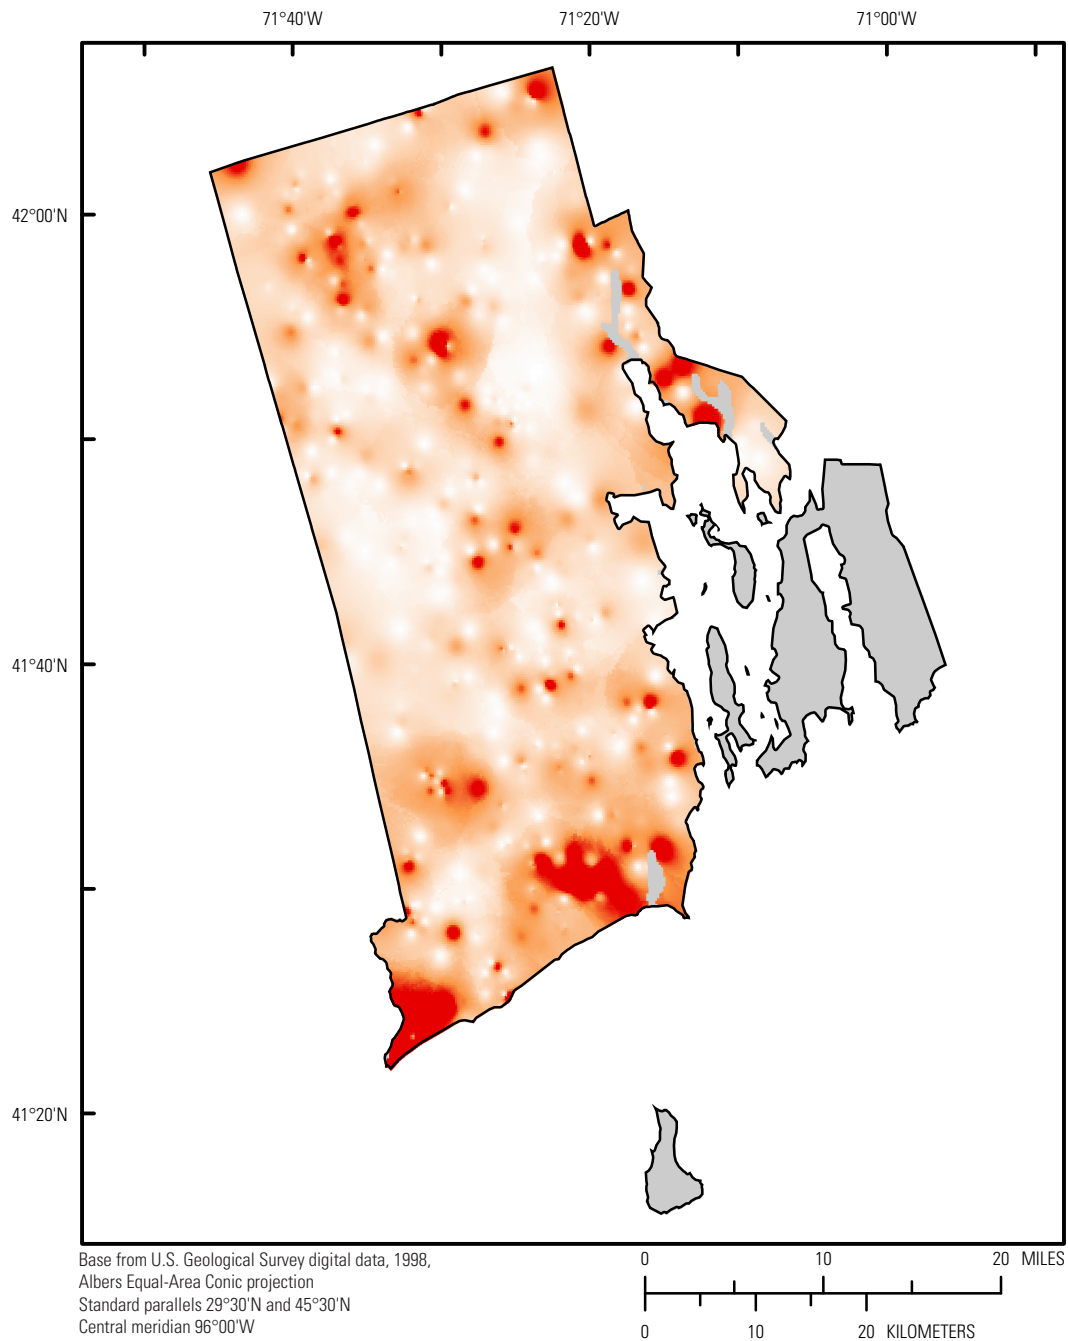 71°40'W 71°20'W 71°00'W
42°00'N
41°40'N
41°20'N
Base from U.S. Geological Survey digital data, 1998,
Albers Equal-Area Conic projection
Standard parallels 29°30'N and 45°30'N
Central meridian 96°00'W
0 10 20 MILES
0 10 20 KILOMETERS